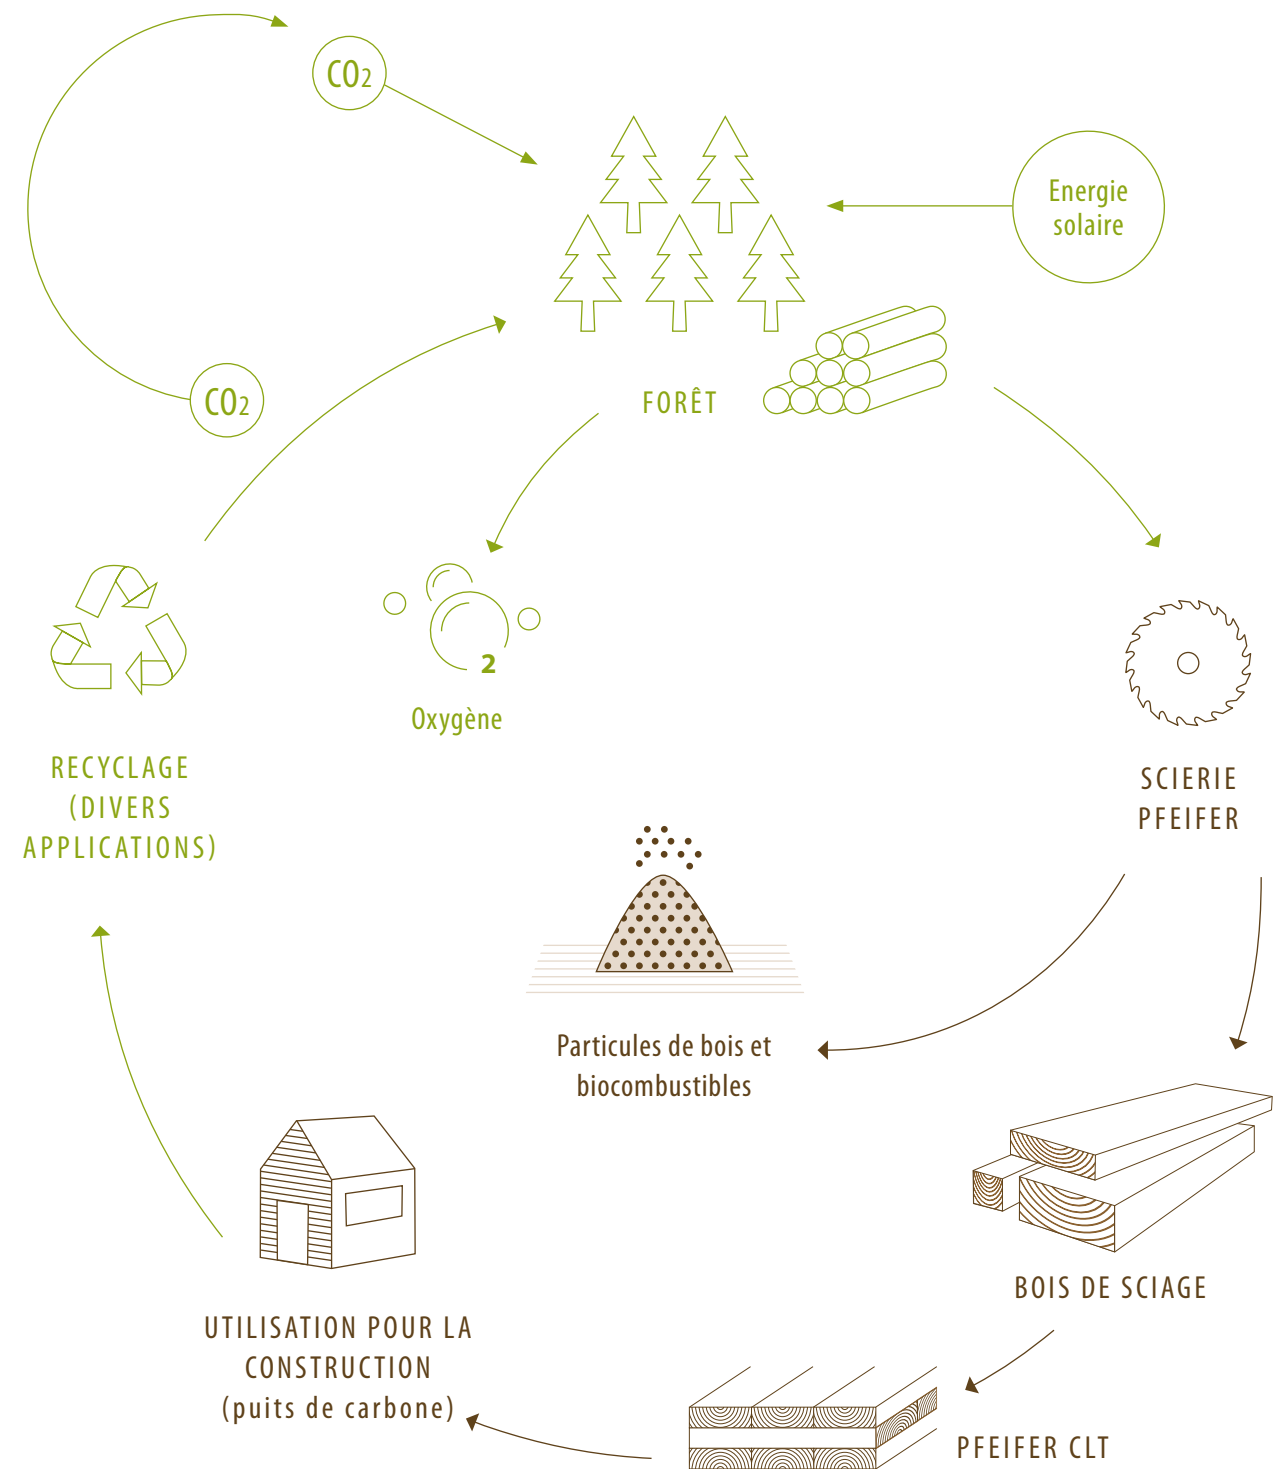 CO2
Energie
solaire
CO2
FORÊT
2
Oxygène
RECYCLAGE
(DIVERS
APPLICATIONS)
SCIERIE
PFEIFER
Particules de bois et
biocombustibles
BOIS DE SCIAGE
UTILISATION POUR LA
CONSTRUCTION
(puits de carbone)
PFEIFER CLT